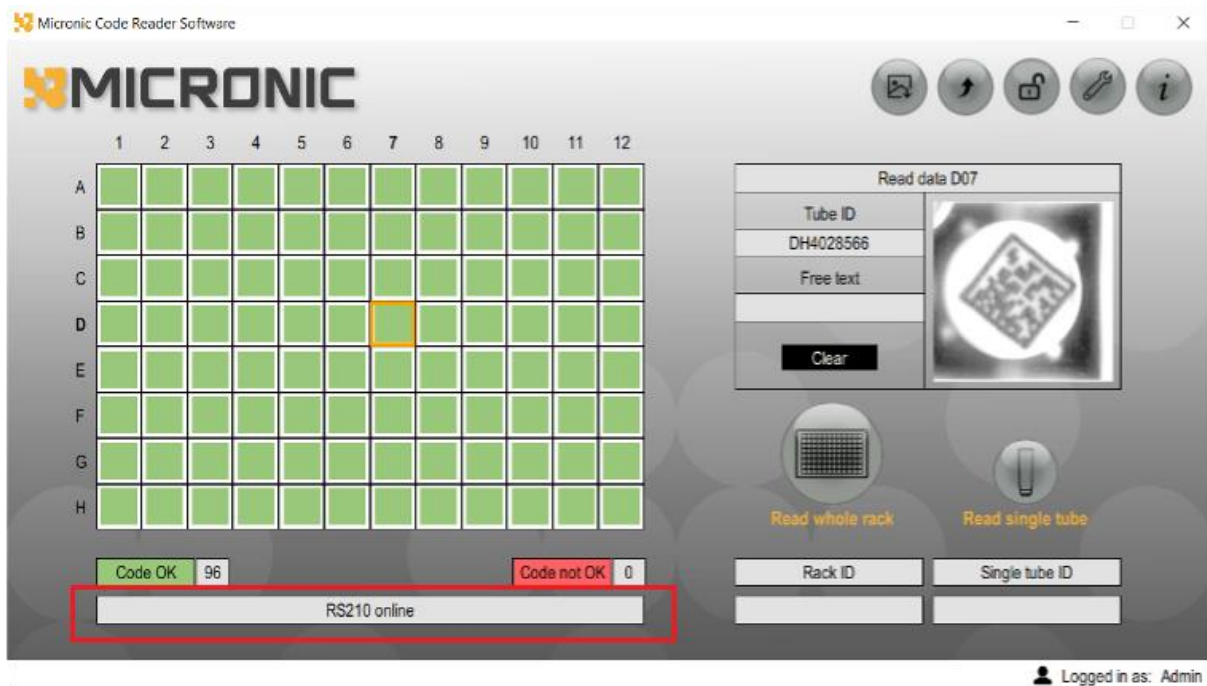 Micronic Code Reader Software
MICRONIC
1 2 3 4 5 6 7 8 9 10 11 12
A
B
C
D
E
F
G
H
Read data D07
Tube ID
DH4028566
Free text
Clear
Read whole rack
Read single tube
Code OK 96
Code not OK 0
Rack ID
Single tube ID
RS210 online
Logged in as: Admin